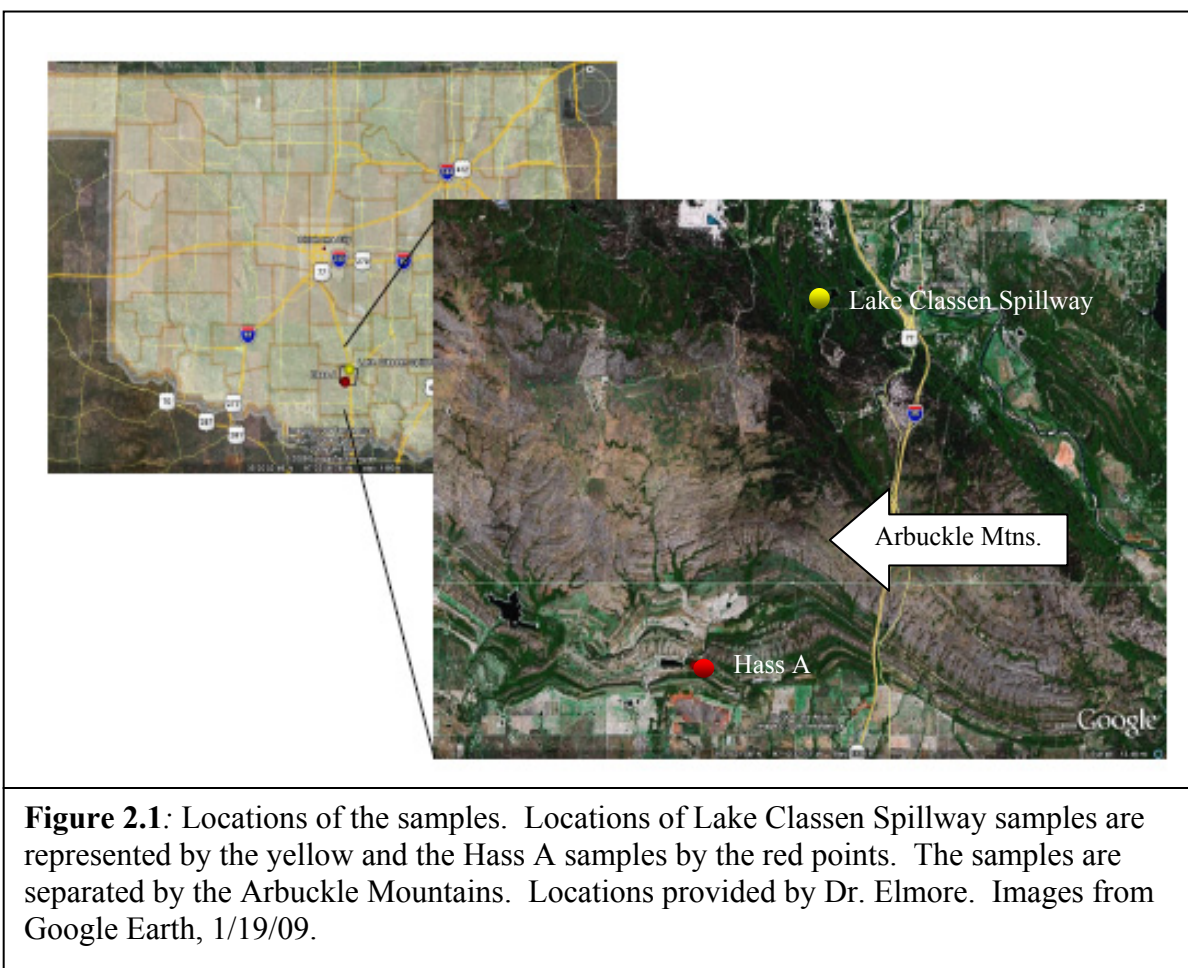 Lake Classen Spillway
Arbuckle Mtns.
Hass A
Google
Figure 2.1: Locations of the samples.  Locations of Lake Classen Spillway samples are
represented by the yellow and the Hass A samples by the red points.  The samples are
separated by the Arbuckle Mountains.  Locations provided by Dr. Elmore.  Images from
Google Earth, 1/19/09.